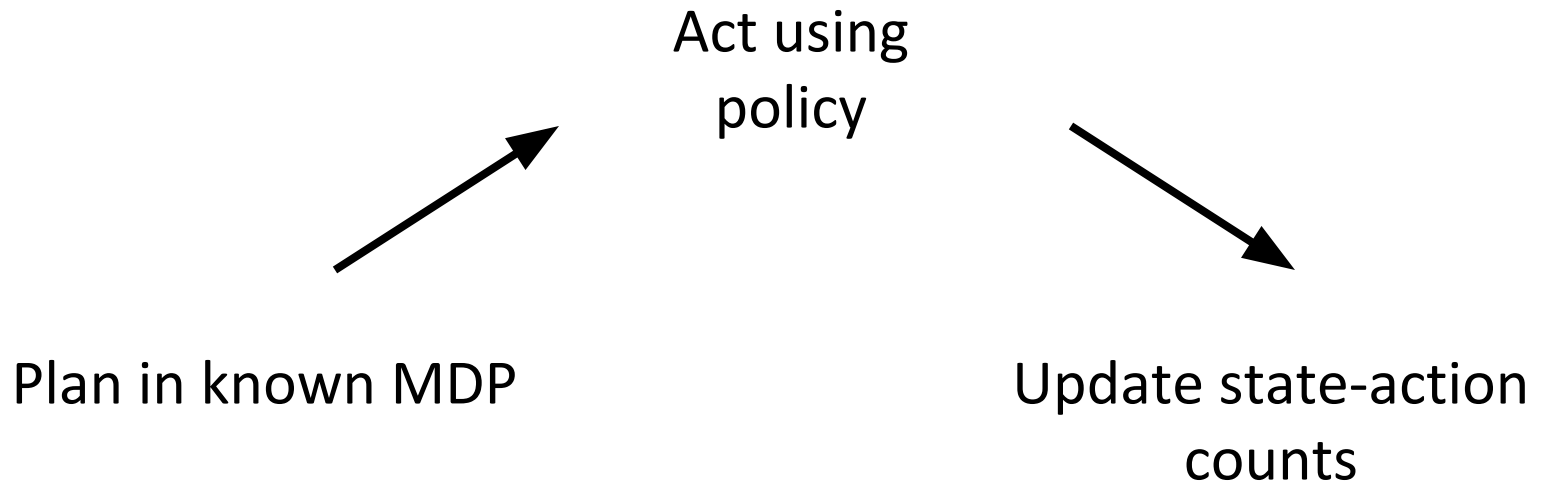 Act using
policy
Plan in known MDP
Update state-action
counts